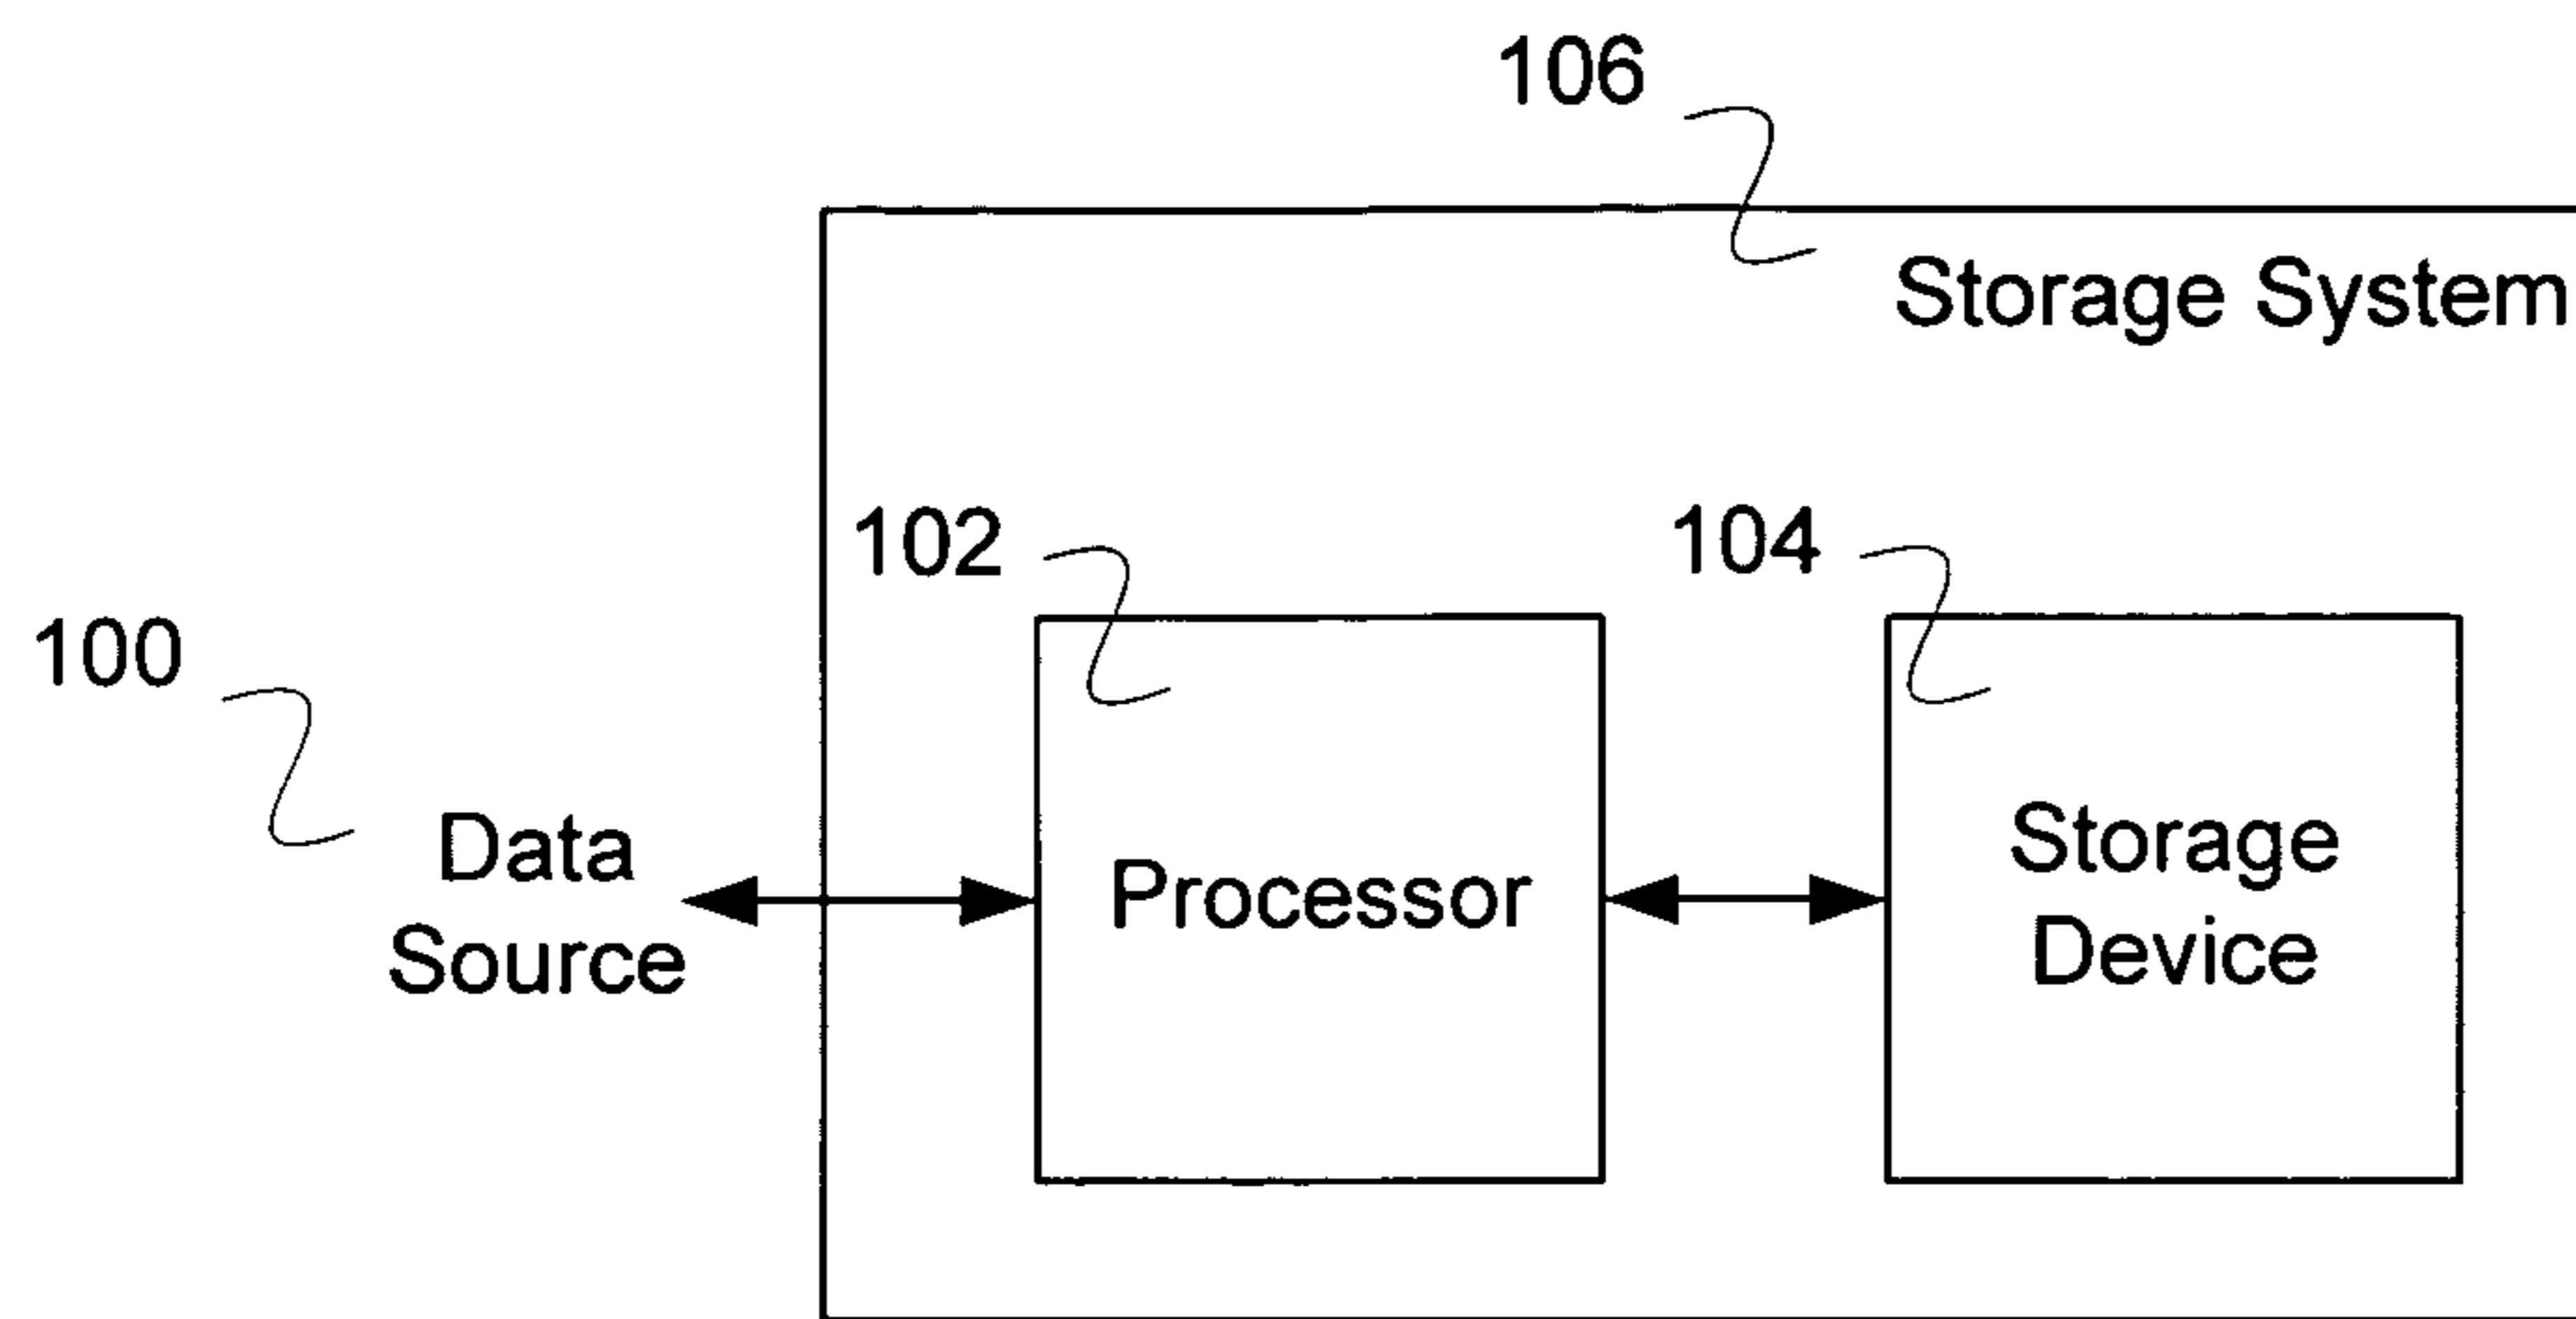 106
Storage System
102
104
100
Data
Source
Processor
Storage
Device